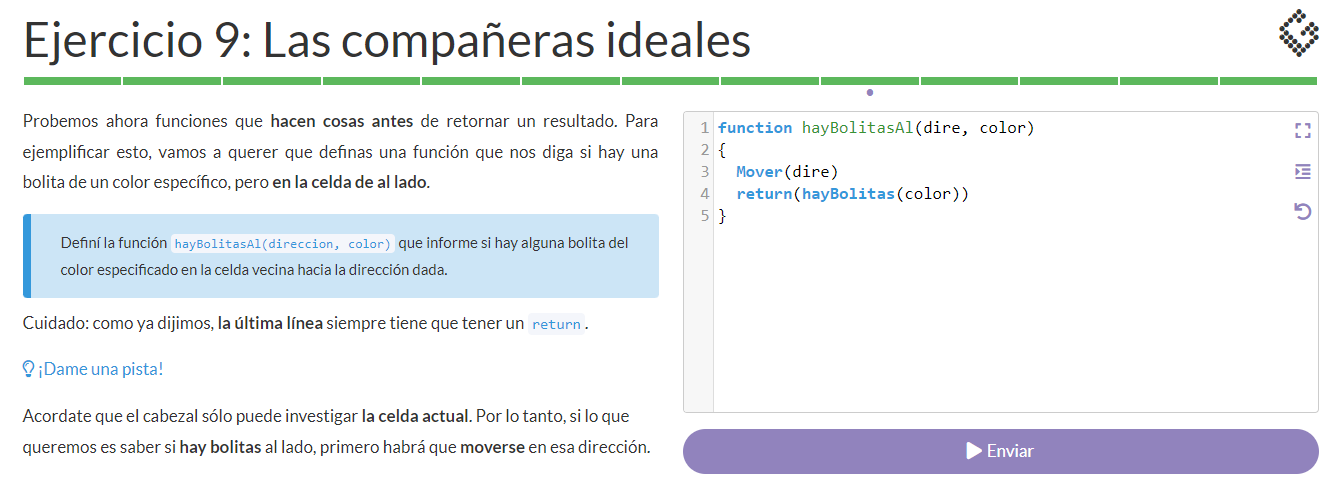 Ejercicio 9: Las compañeras ideales
Probemos ahora funciones que hacen cosas antes de retornar un resultado. Para
ejemplificar esto, vamos a querer que definas una función que nos diga si hay una
bolita de un color específico, pero en la celda de al lado.
Definí la función hayBolitasAl(direccion, color) que informe si hay alguna bolita del
color especificado en la celda vecina hacia la dirección dada.
Cuidado: como ya dijimos, la última línea siempre tiene que tener un return.
¡Dame una pista!
Acordate que el cabezal sólo puede investigar la celda actual. Por lo tanto, si lo que
queremos es saber si hay bolitas al lado, primero habrá que moverse en esa dirección.
1 function hayBolitasAl(dire, color)
2 {
3   Mover(dire)
4   return(hayBolitas(color))
5 }
Enviar